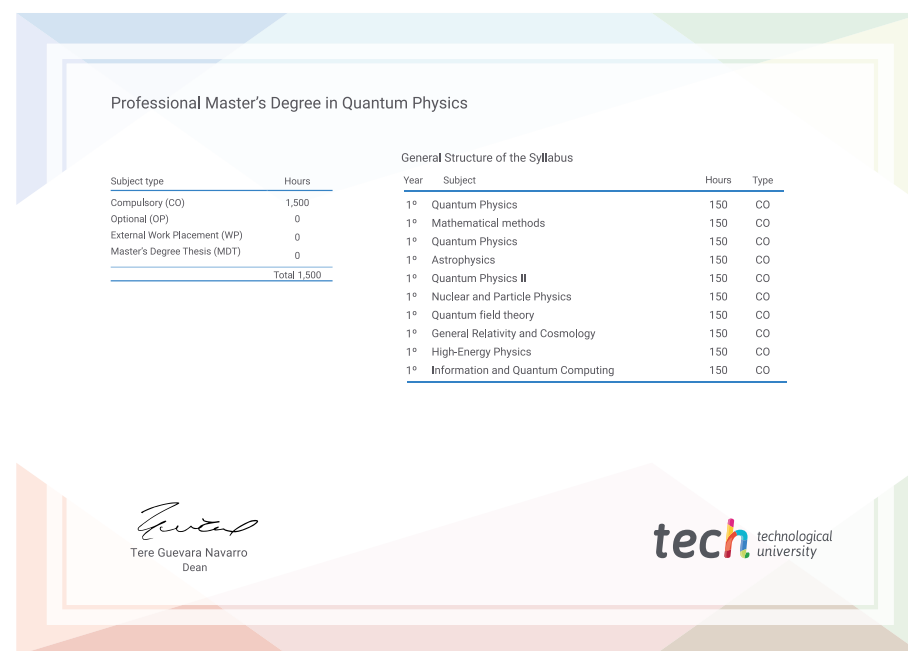 Professional Master's Degree in Quantum Physics
General Structure of the Syllabus
Subject type Hours
Compulsory (CO) 1,500
Optional (OP) 0
External Work Placement (WP) 0
Master's Degree Thesis (MDT) 0
Total 1,500
Year Subject Hours Type
1º Quantum Physics 150 CO
1º Mathematical methods 150 CO
1º Quantum Physics 150 CO
1º Astrophysics 150 CO
1º Quantum Physics II 150 CO
1º Nuclear and Particle Physics 150 CO
1º Quantum field theory 150 CO
1º General Relativity and Cosmology 150 CO
1º High-Energy Physics 150 CO
1º Information and Quantum Computing 150 CO
Tere Guevara Navarro
Dean
tech technological
university